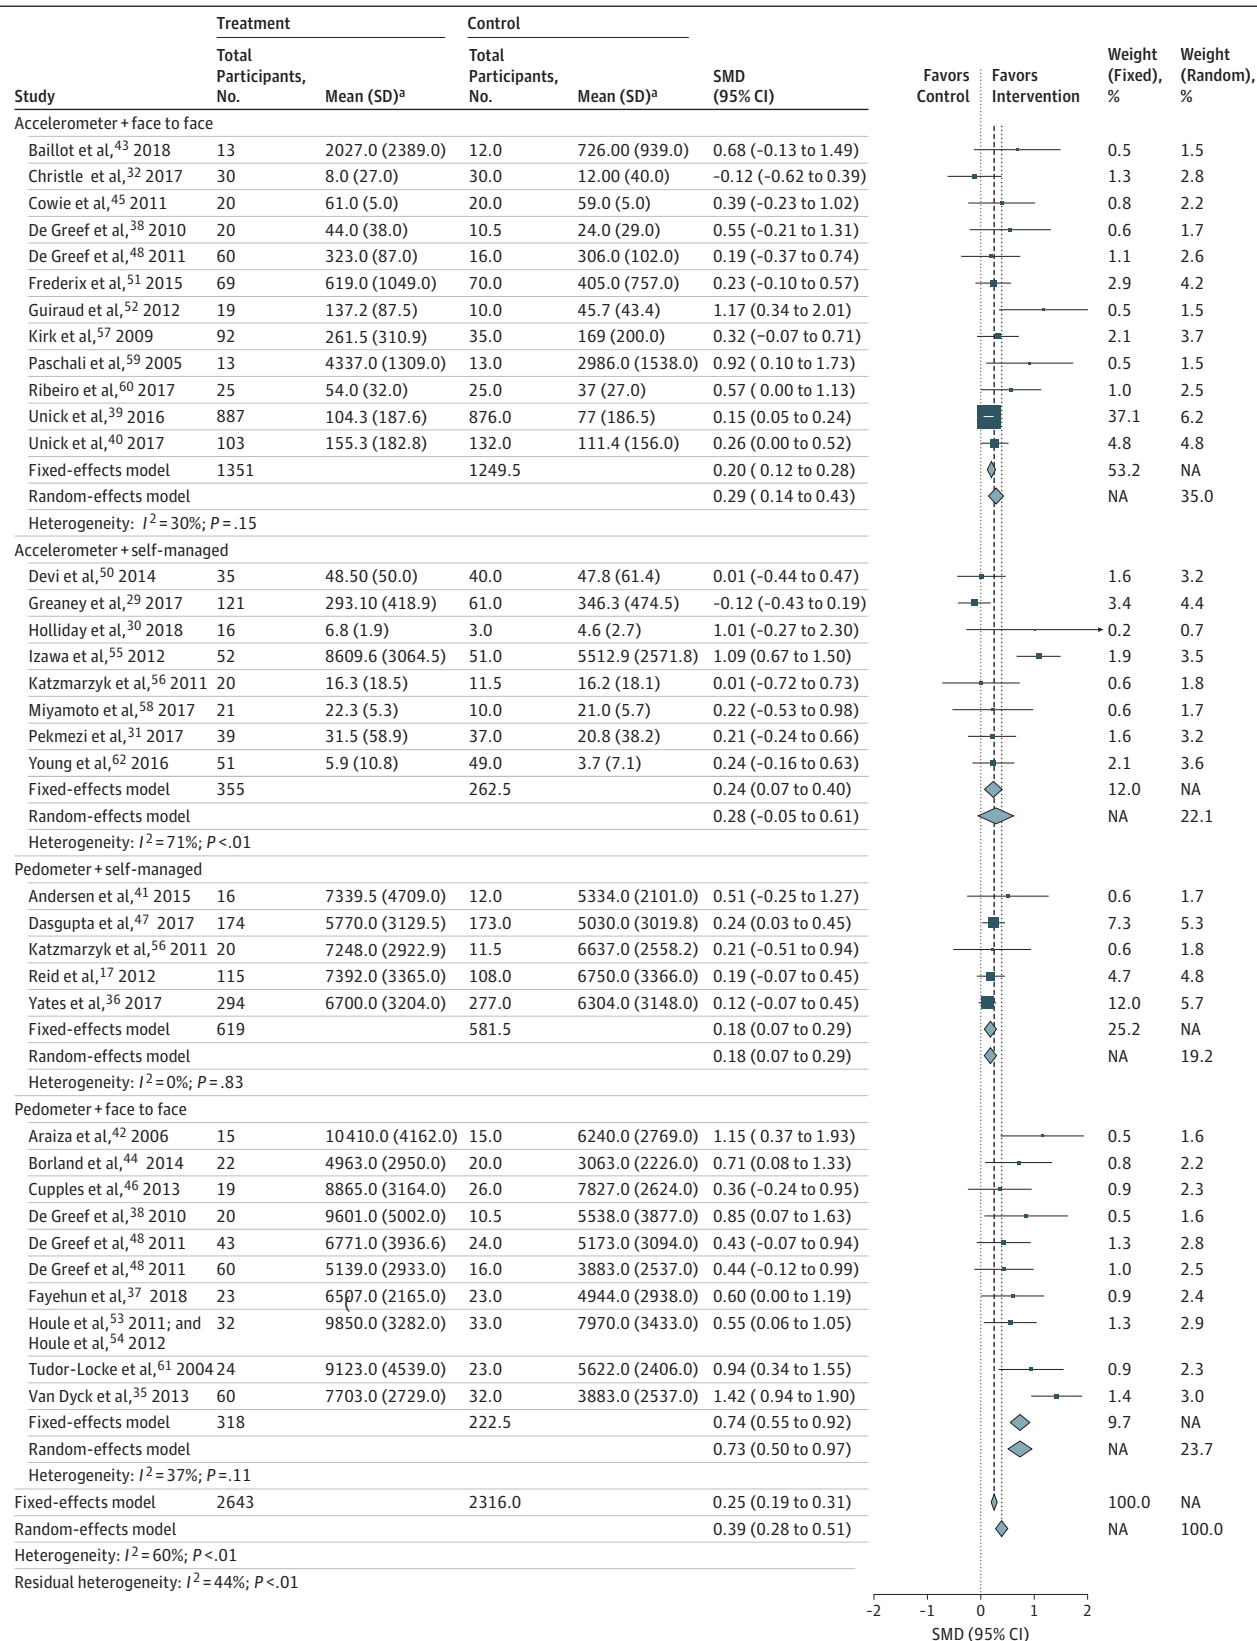 Treatment Control
Total Participants, No. Mean (SD)a Total Participants, No. Mean (SD)a SMD (95% CI) Favors Control Favors Intervention Weight (Fixed), % Weight (Random), %
Study
Accelerometer + face to face
Baillot et al,43 2018 13 2027.0 (2389.0) 12.0 726.00 (939.0) 0.68 (-0.13 to 1.49) 0.5 1.5
Christle et al,32 2017 30 8.0 (27.0) 30.0 12.00 (40.0) -0.12 (-0.62 to 0.39) 1.3 2.8
Cowie et al,45 2011 20 61.0 (5.0) 20.0 59.0 (5.0) 0.39 (-0.23 to 1.02) 0.8 2.2
De Greef et al,38 2010 20 44.0 (38.0) 10.5 24.0 (29.0) 0.55 (-0.21 to 1.31) 0.6 1.7
De Greef et al,48 2011 60 323.0 (87.0) 16.0 306.0 (102.0) 0.19 (-0.37 to 0.74) 1.1 2.6
Frederix et al,51 2015 69 619.0 (1049.0) 70.0 405.0 (757.0) 0.23 (-0.10 to 0.57) 2.9 4.2
Guiraud et al,52 2012 19 137.2 (87.5) 10.0 45.7 (43.4) 1.17 (0.34 to 2.01) 0.5 1.5
Kirk et al,57 2009 92 261.5 (310.9) 35.0 169 (200.0) 0.32 (−0.07 to 0.71) 2.1 3.7
Paschali et al,59 2005 13 4337.0 (1309.0) 13.0 2986.0 (1538.0) 0.92 ( 0.10 to 1.73) 0.5 1.5
Ribeiro et al,60 2017 25 54.0 (32.0) 25.0 37 (27.0) 0.57 ( 0.00 to 1.13) 1.0 2.5
Unick et al,39 2016 887 104.3 (187.6) 876.0 77 (186.5) 0.15 (0.05 to 0.24) 37.1 6.2
Unick et al,40 2017 103 155.3 (182.8) 132.0 111.4 (156.0) 0.26 (0.00 to 0.52) 4.8 4.8
Fixed-effects model 1351 1249.5 0.20 ( 0.12 to 0.28) 53.2 NA
Random-effects model 0.29 ( 0.14 to 0.43) NA 35.0
Heterogeneity: I2 = 30%; P = .15
Accelerometer + self-managed
Devi et al,50 2014 35 48.50 (50.0) 40.0 47.8 (61.4) 0.01 (-0.44 to 0.47) 1.6 3.2
Greaney et al,29 2017 121 293.10 (418.9) 61.0 346.3 (474.5) -0.12 (-0.43 to 0.19) 3.4 4.4
Holliday et al,30 2018 16 6.8 (1.9) 3.0 4.6 (2.7) 1.01 (-0.27 to 2.30) 0.2 0.7
Izawa et al,55 2012 52 8609.6 (3064.5) 51.0 5512.9 (2571.8) 1.09 (0.67 to 1.50) 1.9 3.5
Katzmarzyk et al,56 2011 20 16.3 (18.5) 11.5 16.2 (18.1) 0.01 (-0.72 to 0.73) 0.6 1.8
Miyamoto et al,58 2017 21 22.3 (5.3) 10.0 21.0 (5.7) 0.22 (-0.53 to 0.98) 0.6 1.7
Pekmezi et al,31 2017 39 31.5 (58.9) 37.0 20.8 (38.2) 0.21 (-0.24 to 0.66) 1.6 3.2
Young et al,62 2016 51 5.9 (10.8) 49.0 3.7 (7.1) 0.24 (-0.16 to 0.63) 2.1 3.6
Fixed-effects model 355 262.5 0.24 (0.07 to 0.40) 12.0 NA
Random-effects model 0.28 (-0.05 to 0.61) NA 22.1
Heterogeneity: I2 = 71%; P <.01
Pedometer + self-managed
Andersen et al,41 2015 16 7339.5 (4709.0) 12.0 5334.0 (2101.0) 0.51 (-0.25 to 1.27) 0.6 1.7
Dasgupta et al,47 2017 174 5770.0 (3129.5) 173.0 5030.0 (3019.8) 0.24 (0.03 to 0.45) 7.3 5.3
Katzmarzyk et al,56 2011 20 7248.0 (2922.9) 11.5 6637.0 (2558.2) 0.21 (-0.51 to 0.94) 0.6 1.8
Reid et al,17 2012 115 7392.0 (3365.0) 108.0 6750.0 (3366.0) 0.19 (-0.07 to 0.45) 4.7 4.8
Yates et al,36 2017 294 6700.0 (3204.0) 277.0 6304.0 (3148.0) 0.12 (-0.07 to 0.45) 12.0 5.7
Fixed-effects model 619 581.5 0.18 (0.07 to 0.29) 25.2 NA
Random-effects model 0.18 (0.07 to 0.29) NA 19.2
Heterogeneity: I2 = 0%; P = .83
Pedometer + face to face
Araiza et al,42 2006 15 10410.0 (4162.0) 15.0 6240.0 (2769.0) 1.15 ( 0.37 to 1.93) 0.5 1.6
Borland et al,44 2014 22 4963.0 (2950.0) 20.0 3063.0 (2226.0) 0.71 (0.08 to 1.33) 0.8 2.2
Cupples et al,46 2013 19 8865.0 (3164.0) 26.0 7827.0 (2624.0) 0.36 (-0.24 to 0.95) 0.9 2.3
De Greef et al,38 2010 20 9601.0 (5002.0) 10.5 5538.0 (3877.0) 0.85 (0.07 to 1.63) 0.5 1.6
De Greef et al,48 2011 43 6771.0 (3936.6) 24.0 5173.0 (3094.0) 0.43 (-0.07 to 0.94) 1.3 2.8
De Greef et al,48 2011 60 5139.0 (2933.0) 16.0 3883.0 (2537.0) 0.44 (-0.12 to 0.99) 1.0 2.5
Fayehun et al,37 2018 23 6507.0 (2165.0) 23.0 4944.0 (2938.0) 0.60 (0.00 to 1.19) 0.9 2.4
(
Houle et al,53 2011; and 32 9850.0 (3282.0) 33.0 7970.0 (3433.0) 0.55 (0.06 to 1.05) 1.3 2.9
Houle et al,54 2012
Tudor-Locke et al,61 2004 24 9123.0 (4539.0) 23.0 5622.0 (2406.0) 0.94 (0.34 to 1.55) 0.9 2.3
Van Dyck et al,35 2013 60 7703.0 (2729.0) 32.0 3883.0 (2537.0) 1.42 ( 0.94 to 1.90) 1.4 3.0
Fixed-effects model 318 222.5 0.74 (0.55 to 0.92) 9.7 NA
Random-effects model 0.73 (0.50 to 0.97) NA 23.7
Heterogeneity: I2 = 37%; P =.11
Fixed-effects model 2643 2316.0 0.25 (0.19 to 0.31) 100.0 NA
Random-effects model 0.39 (0.28 to 0.51) NA 100.0
Heterogeneity: I2 = 60%; P <.01
Residual heterogeneity: I2 = 44%; P <.01
-2 -1 0 1 2
SMD (95% CI)